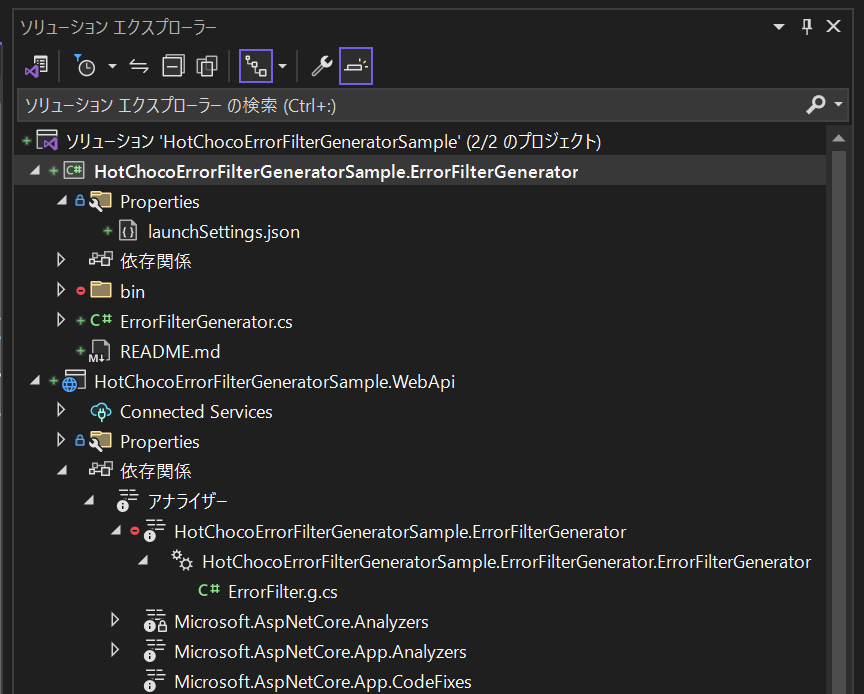 ソリューション エクスプローラー
ソリューション エクスプローラー の検索 (Ctrl+:)
ソリューション 'HotChocoErrorFilterGeneratorSample' (2/2 のプロジェクト)
C# HotChocoErrorFilterGeneratorSample.ErrorFilterGenerator
Properties
launchSettings.json
依存関係
bin
C# ErrorFilterGenerator.cs
M↓ README.md
HotChocoErrorFilterGeneratorSample.WebApi
Connected Services
Properties
依存関係
アナライザー
HotChocoErrorFilterGeneratorSample.ErrorFilterGenerator
HotChocoErrorFilterGeneratorSample.ErrorFilterGenerator.ErrorFilterGenerator
C# ErrorFilter.g.cs
Microsoft.AspNetCore.Analyzers
Microsoft.AspNetCore.App.Analyzers
Microsoft.AspNetCore.App.CodeFixes